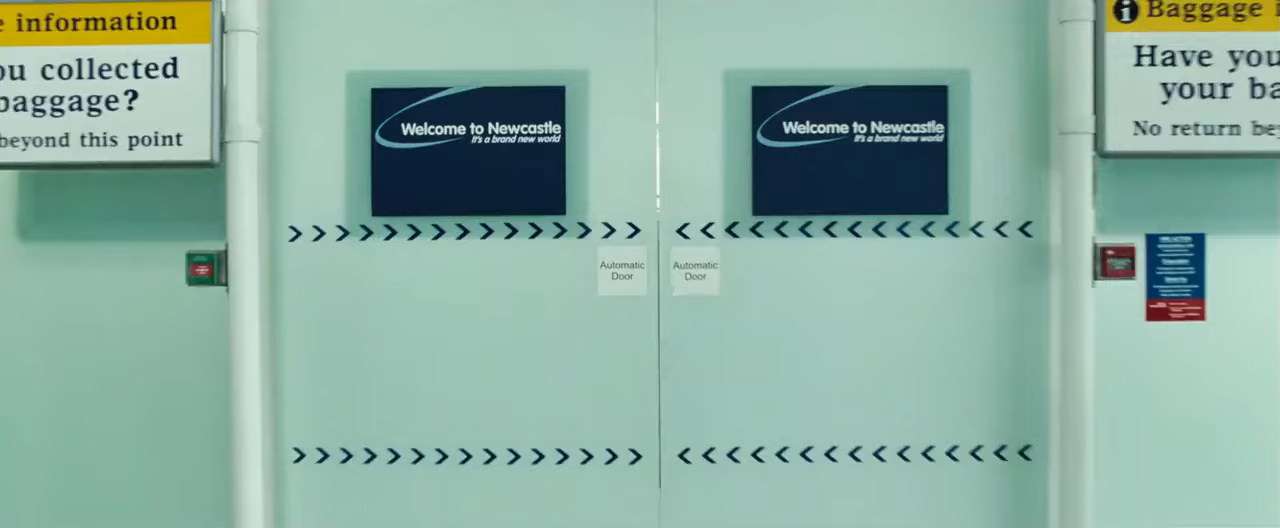 e information
ou collected
baggage?
beyond this point
Baggage i
Have you
your ba
No return bey
Welcome to Newcastle
It's a brand new world
Welcome to Newcastle
It's a brand new world
Automatic
Door
Automatic
Door